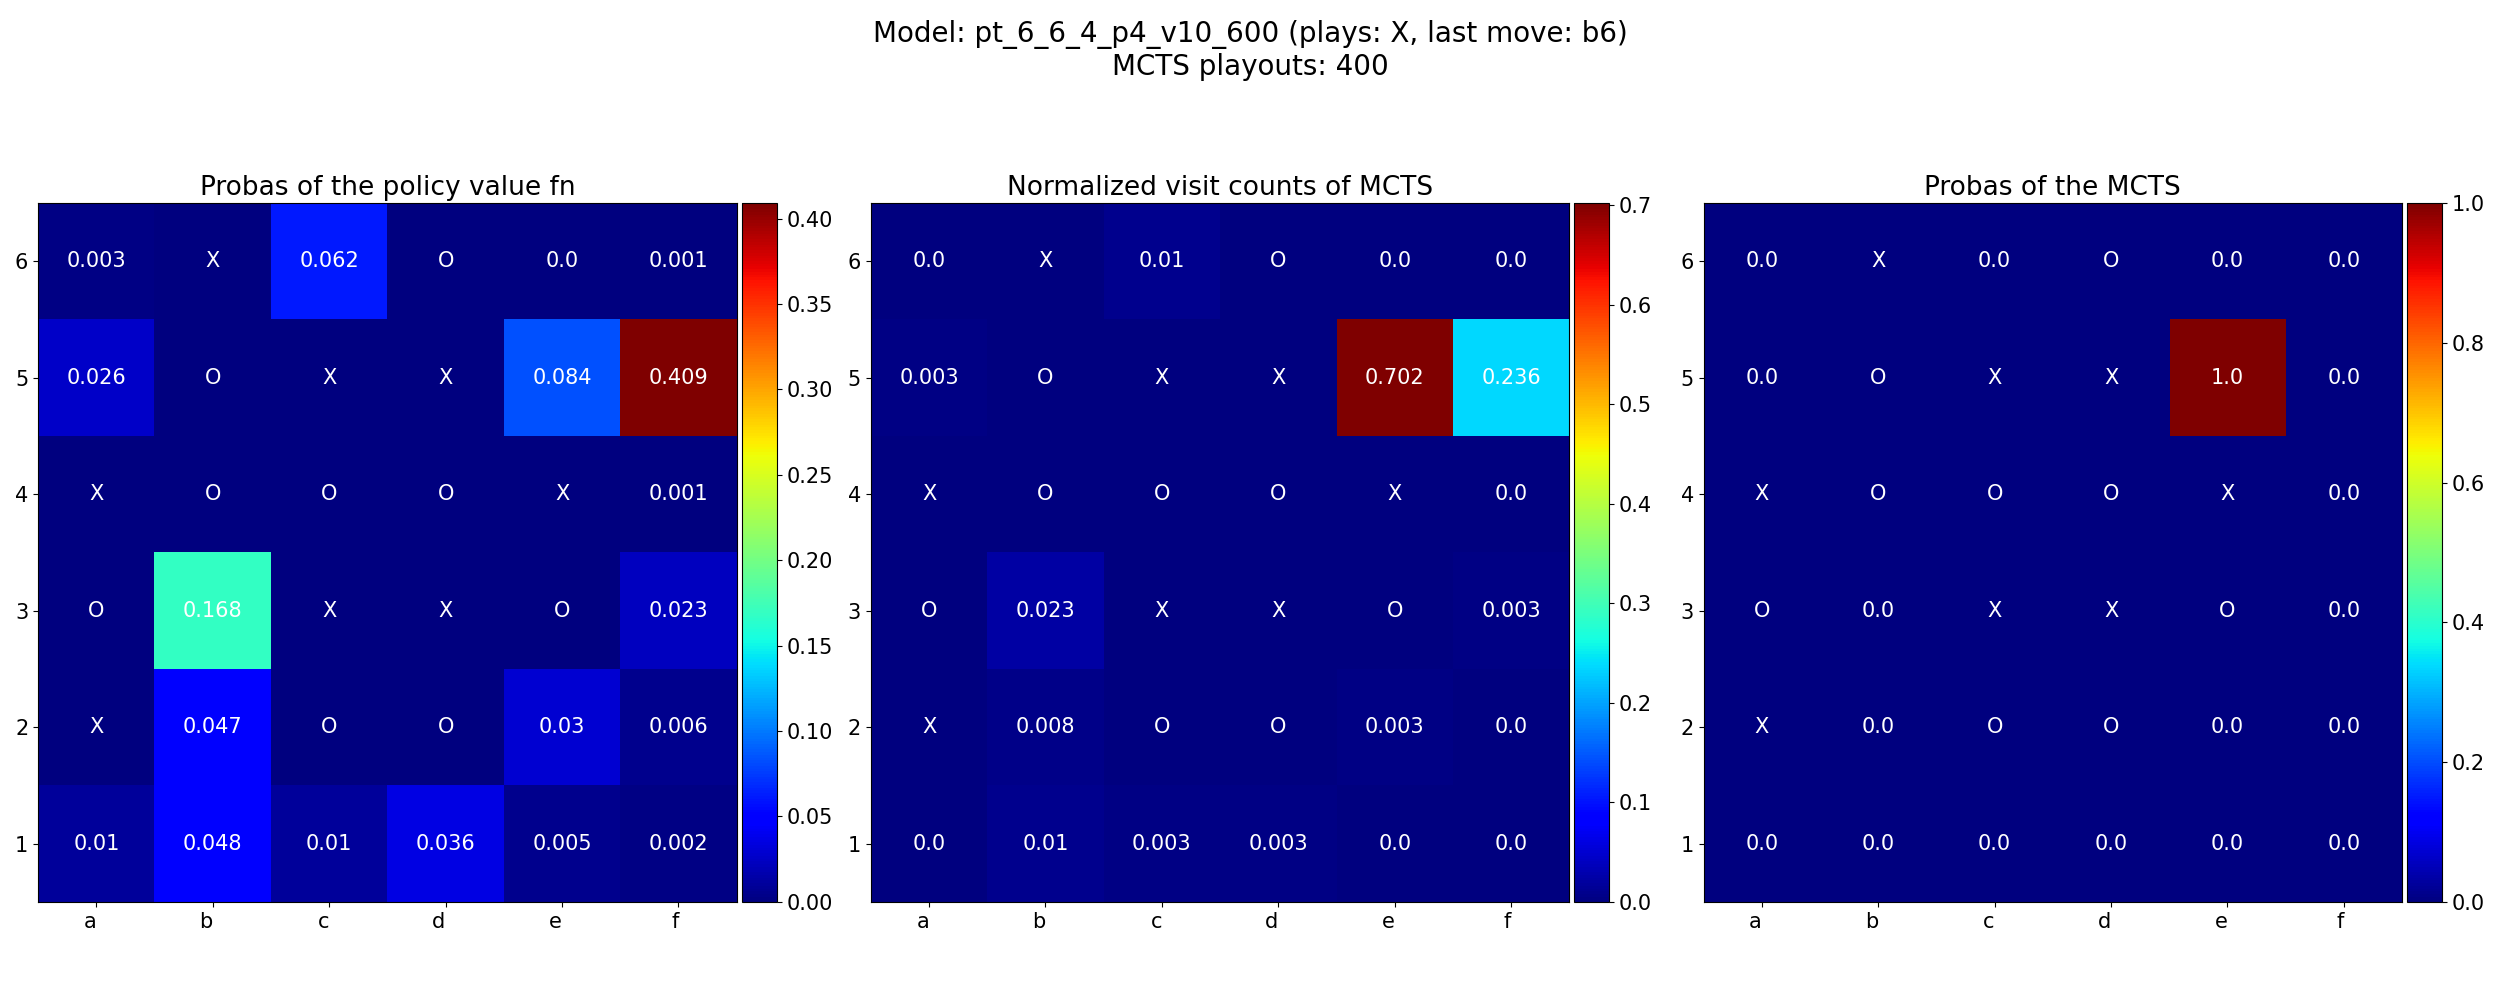 Model: pt_6_6_4_p4_v10_600 (plays: X, last move: b6)
MCTS playouts: 400
Probas of the policy value fn
6 0.003 X 0.062 O 0.0 0.001
5 0.026 O X X 0.084 0.409
4 X O O O X 0.001
3 O 0.168 X X O 0.023
2 X 0.047 O O 0.03 0.006
1 0.01 0.048 0.01 0.036 0.005 0.002
a b c d e f
0.40
0.35
0.30
0.25
0.20
0.15
0.10
0.05
0.00
Normalized visit counts of MCTS
6 0.0 X 0.01 O 0.0 0.0
5 0.003 O X X 0.702 0.236
4 X O O O X 0.0
3 O 0.023 X X O 0.003
2 X 0.008 O O 0.003 0.0
1 0.0 0.01 0.003 0.003 0.0 0.0
a b c d e f
0.7
0.6
0.5
0.4
0.3
0.2
0.1
0.0
Probas of the MCTS
6 0.0 X 0.0 O 0.0 0.0
5 0.0 O X X 1.0 0.0
4 X O O O X 0.0
3 O 0.0 X X O 0.0
2 X 0.0 O O 0.0 0.0
1 0.0 0.0 0.0 0.0 0.0 0.0
a b c d e f
1.0
0.8
0.6
0.4
0.2
0.0